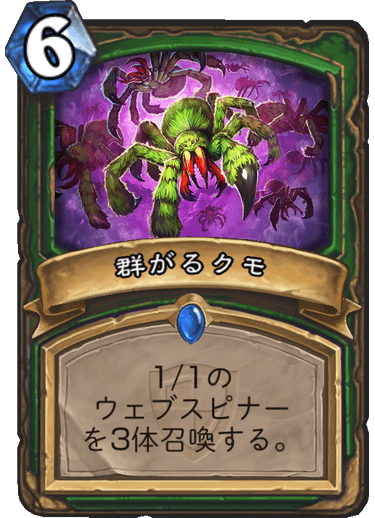 6
群がるクモ
1/1の
ウェブスピナー
を3体召喚する。